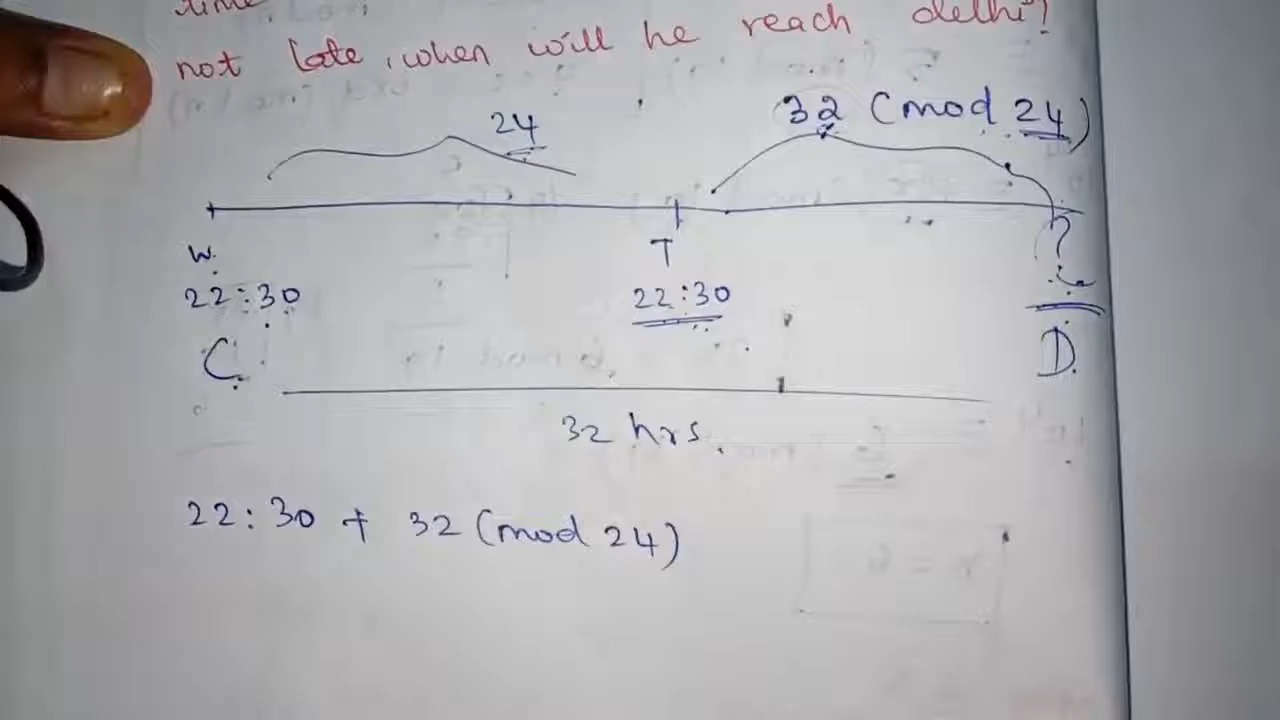 time
not late, when will he reach delhi?
24 32 (mod 24)
W. T ?
22:30 22:30
C D
32 hrs.
22:30 + 32 (mod 24)